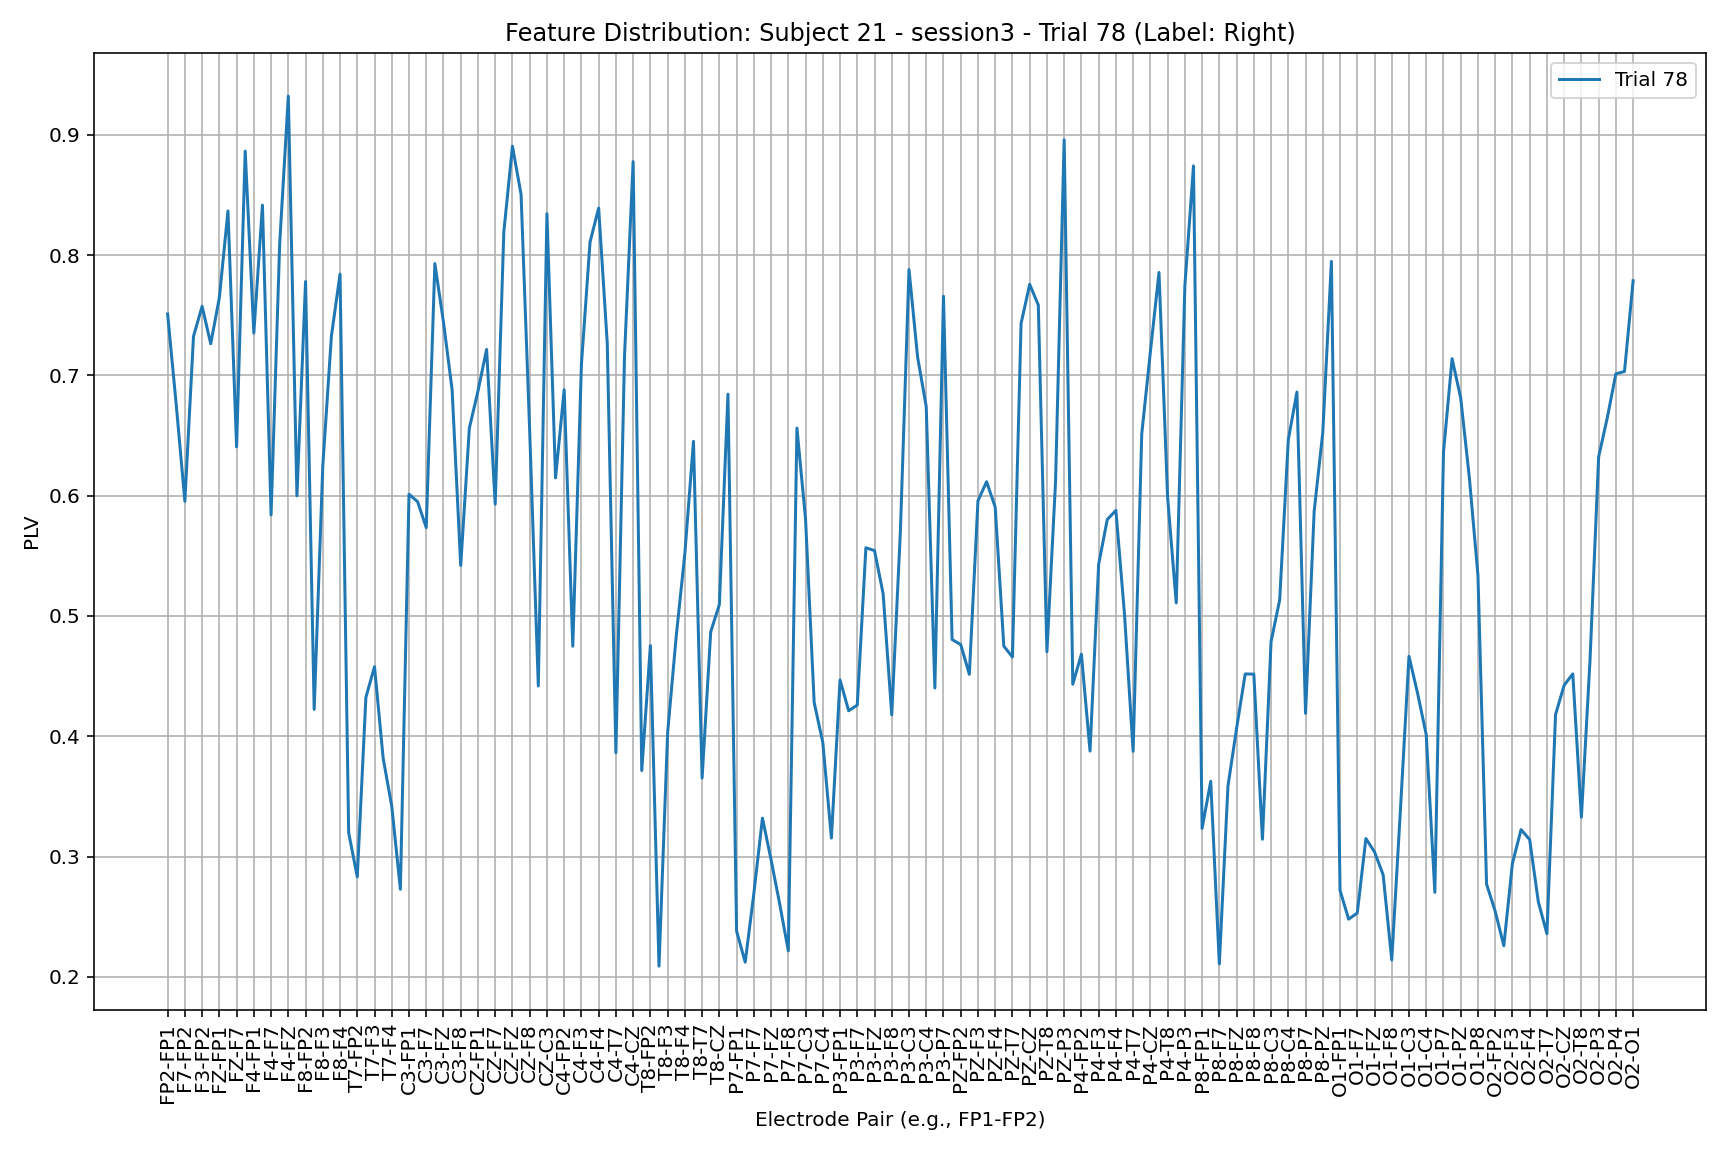 Feature Distribution: Subject 21 - session3 - Trial 78 (Label: Right)
Trial 78
PLV
0.9
0.8
0.7
0.6
0.5
0.4
0.3
0.2
FP2-FP1
F7-FP2
F3-FP2
FZ-FP1
FZ-F7
F4-FP1
F4-F7
F4-FZ
F8-FP2
F8-F3
F8-F4
T7-FP2
T7-F3
T7-F4
C3-FP1
C3-F7
C3-FZ
C3-F8
CZ-FP1
CZ-F7
CZ-FZ
CZ-F8
CZ-C3
C4-FP2
C4-F3
C4-F4
C4-T7
C4-CZ
T8-FP2
T8-F3
T8-F4
T8-T7
T8-CZ
P7-FP1
P7-F7
P7-FZ
P7-F8
P7-C3
P7-C4
P3-FP1
P3-F7
P3-FZ
P3-F8
P3-C3
P3-C4
P3-P7
PZ-FP2
PZ-F3
PZ-F4
PZ-T7
PZ-CZ
PZ-T8
PZ-P3
P4-FP2
P4-F3
P4-F4
P4-T7
P4-CZ
P4-T8
P4-P3
P8-FP1
P8-F7
P8-FZ
P8-F8
P8-C3
P8-C4
P8-P7
P8-PZ
O1-FP1
O1-F7
O1-FZ
O1-F8
O1-C3
O1-C4
O1-P7
O1-PZ
O1-P8
O2-FP2
O2-F3
O2-F4
O2-T7
O2-CZ
O2-T8
O2-P3
O2-P4
O2-O1
Electrode Pair (e.g., FP1-FP2)